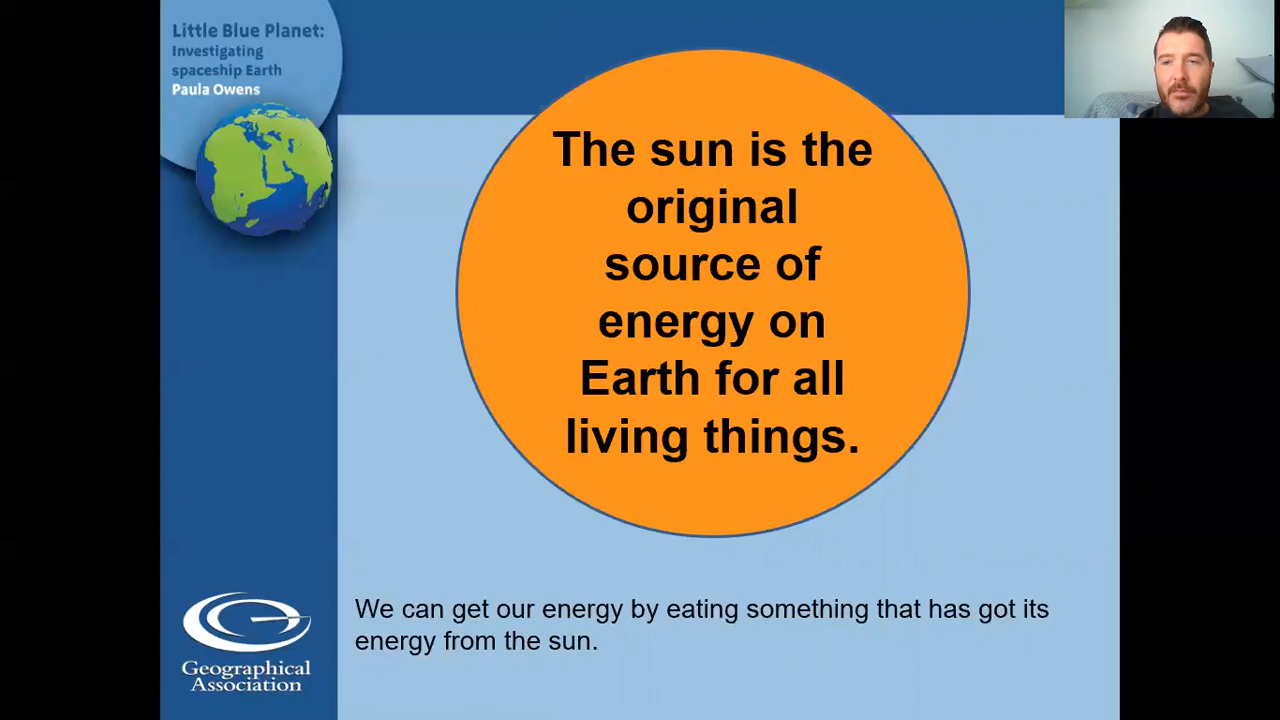 Little Blue Planet:
Investigating
spaceship Earth
Paula Owens
The sun is the
original
source of
energy on
Earth for all
living things.
We can get our energy by eating something that has got its
energy from the sun.
Geographical
Association